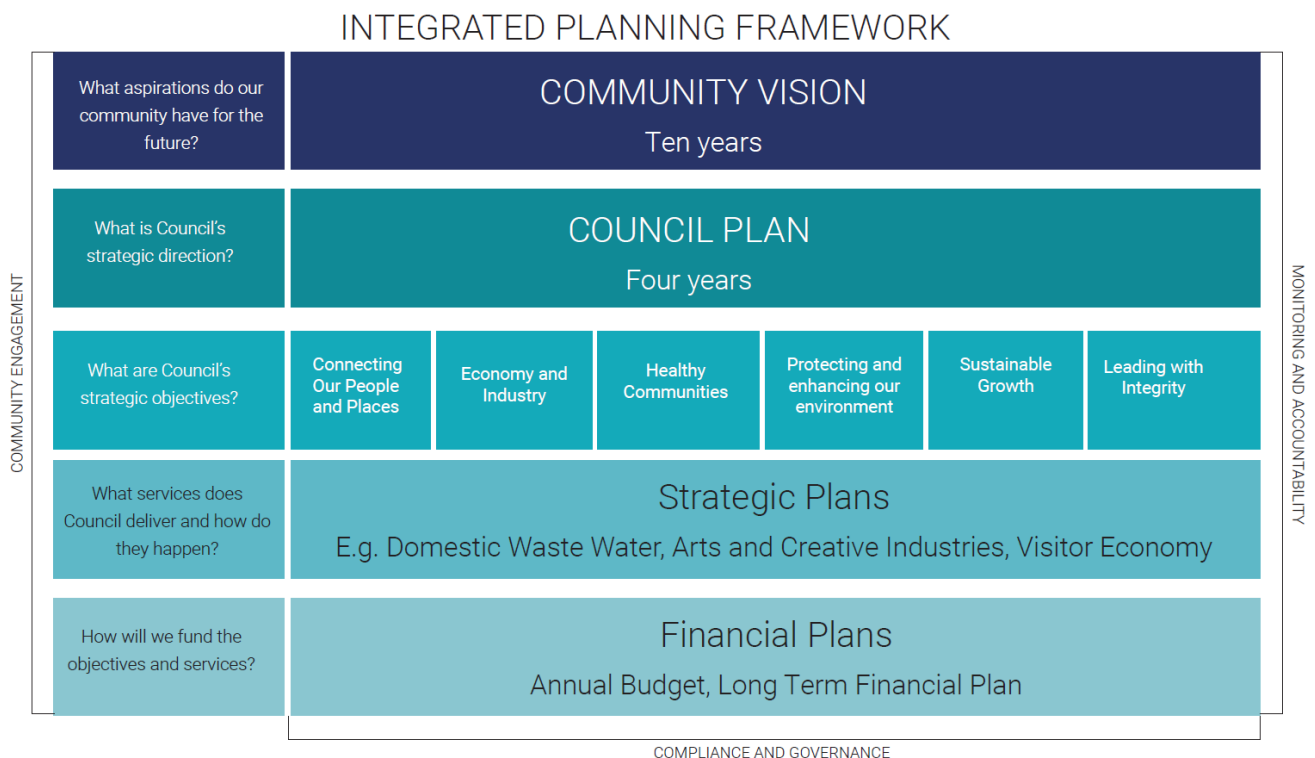 INTEGRATED PLANNING FRAMEWORK
What aspirations do our
community have for the
future?
COMMUNITY VISION
Ten years
What is Council's
strategic direction?
COUNCIL PLAN
Four years
What are Council's
strategic objectives?
Connecting
Our People
and Places
Economy and
Industry
Healthy
Communities
Protecting and
enhancing our
environment
Sustainable
Growth
Leading with
Integrity
What services does
Council deliver and how do
they happen?
Strategic Plans
E.g. Domestic Waste Water, Arts and Creative Industries, Visitor Economy
How will we fund the
objectives and services?
Financial Plans
Annual Budget, Long Term Financial Plan
COMMUNITY ENGAGEMENT
MONITORING AND ACCOUNTABILITY
COMPLIANCE AND GOVERNANCE